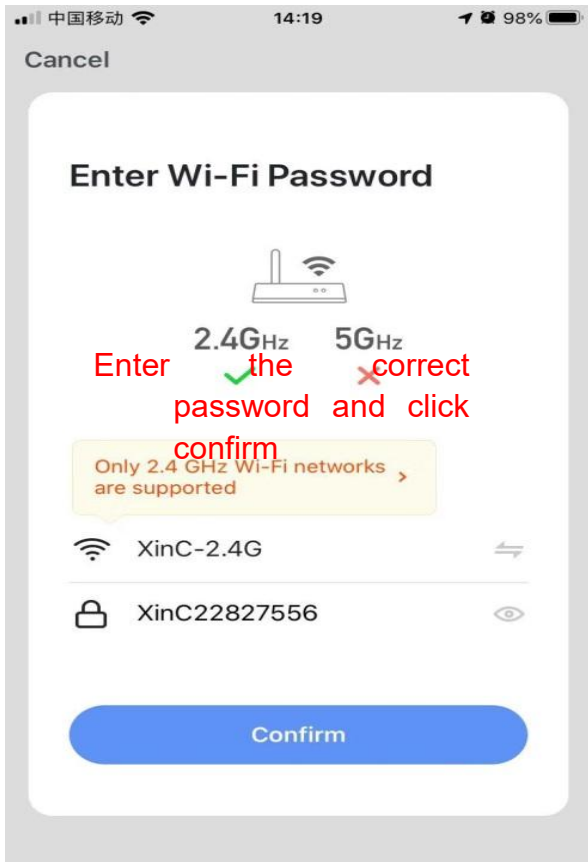 中国移动 14:19 98%
Cancel
Enter Wi-Fi Password
2.4GHz 5GHz
Enter the correct
password and click
confirm
Only 2.4 GHz Wi-Fi networks
are supported
XinC-2.4G
XinC22827556
Confirm